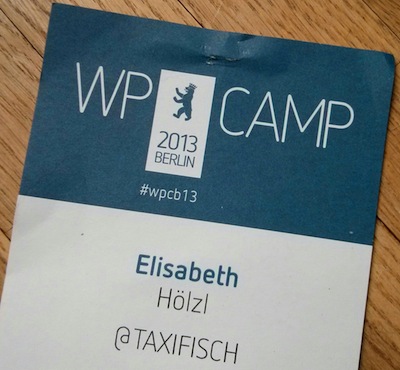 WP CAMP
2013
BERLIN
#wpcb13
Elisabeth
Hölzl
@TAXIFISCH